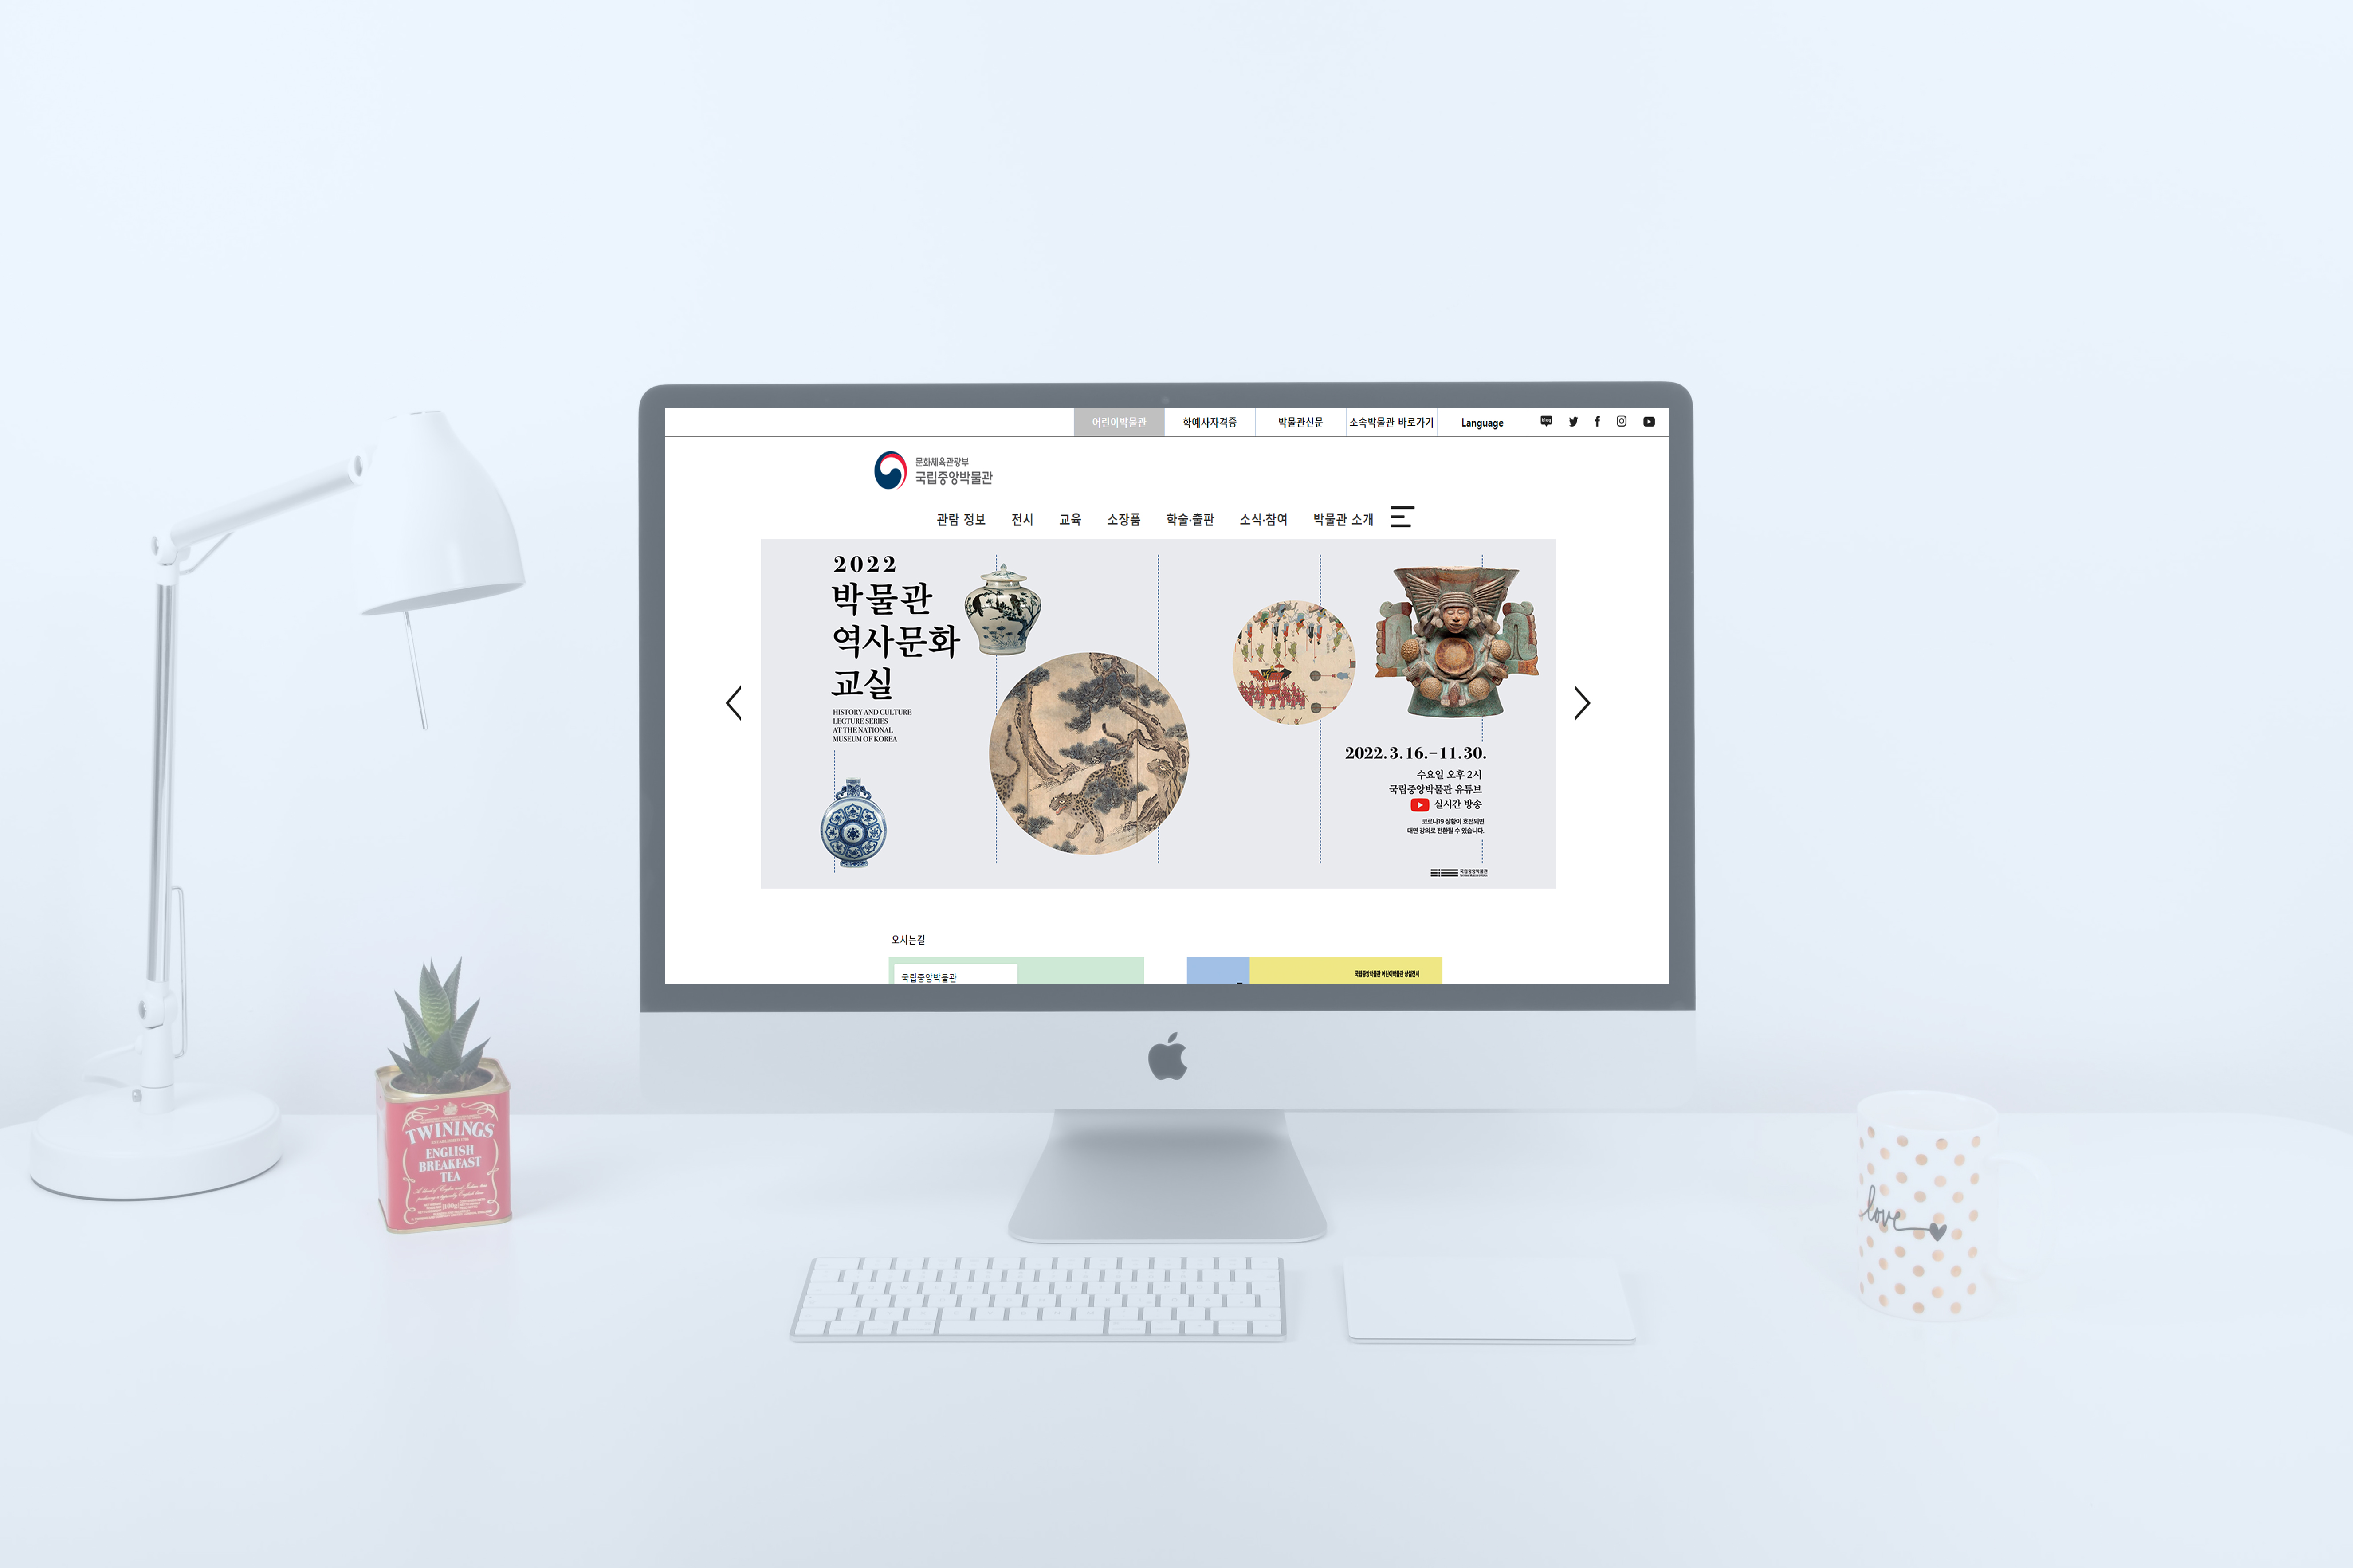 어린이박물관
학예사자격증
박물관신문
소속박물관 바로가기
Language
blog
문화체육관광부
국립중앙박물관
관람 정보
전시
교육
소장품
학술·출판
소식·참여
박물관 소개
2022
박물관
역사문화
교실
HISTORY AND CULTURE
LECTURE SERIES
AT THE NATIONAL
MUSEUM OF KOREA
2022. 3. 16.-11. 30.
수요일 오후 2시
국립중앙박물관 유튜브
실시간 방송
코로나19 상황이 호전되면
대면 강의로 전환될 수 있습니다.
국립중앙박물관
오시는길
국립중앙박물관
국립중앙박물관 어린이박물관 상설전시
TWININGS
ENGLISH
BREAKFAST
TEA
100g
love